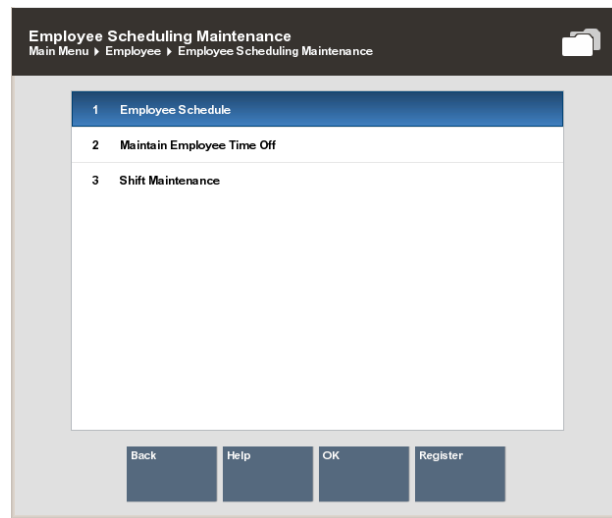 Employee Scheduling Maintenance
Main Menu ▸ Employee ▸ Employee Scheduling Maintenance
1 Employee Schedule
2 Maintain Employee Time Off
3 Shift Maintenance
Back Help OK Register